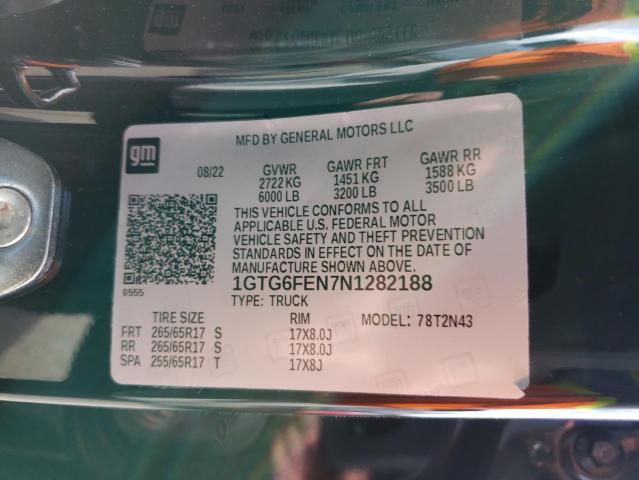 gm
MFD BY GENERAL MOTORS LLC
08/22 GVWR GAWR FRT GAWR RR
2722 KG 1451 KG 1588 KG
6000 LB 3200 LB 3500 LB
THIS VEHICLE CONFORMS TO ALL
APPLICABLE U.S. FEDERAL MOTOR
VEHICLE SAFETY AND THEFT PREVENTION
STANDARDS IN EFFECT ON THE DATE OF
MANUFACTURE SHOWN ABOVE.
8555 1GTG6FEN7N1282188
TYPE: TRUCK
TIRE SIZE RIM MODEL: 78T2N43
FRT 265/65R17 S 17X8.0J
RR 265/65R17 S 17X8.0J
SPA 255/65R17 T 17X8J